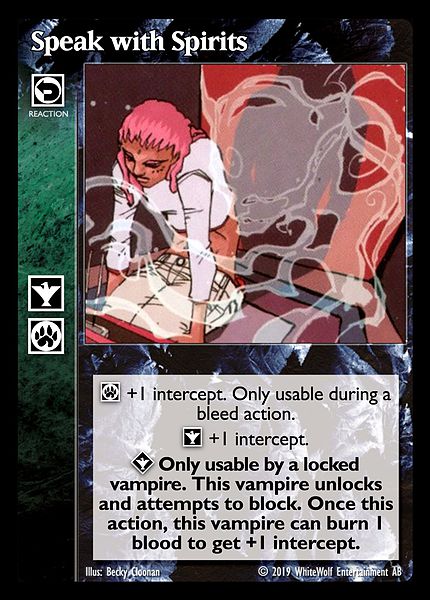 Speak with Spirits
REACTION
+1 intercept. Only usable during a
bleed action.
+1 intercept.
Only usable by a locked
vampire. This vampire unlocks
and attempts to block. Once this
action, this vampire can burn 1
blood to get +1 intercept.
Illus: Becky Cloonan © 2019 WhiteWolf Entertainment AB